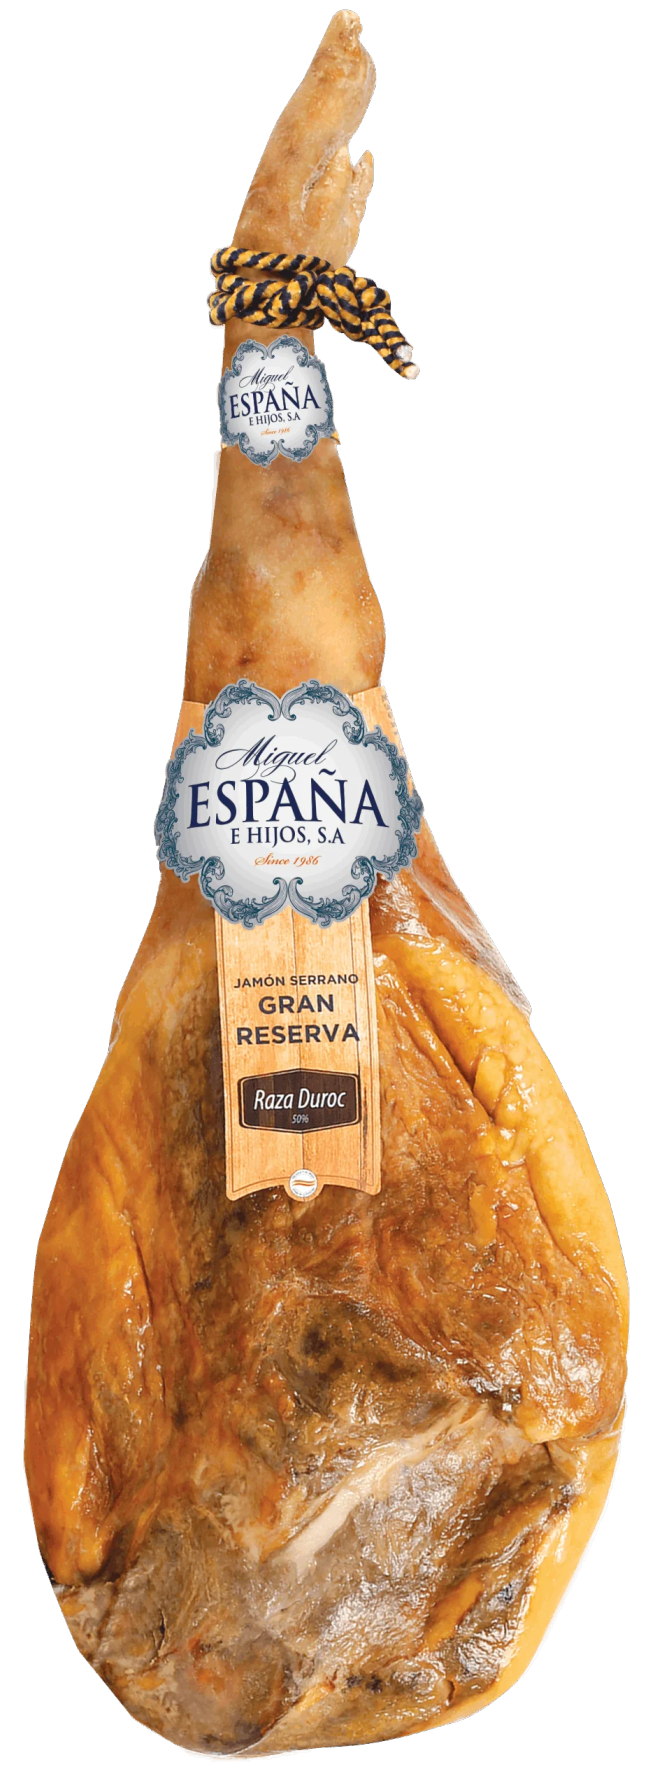 Miguel
ESPAÑA
E HIJOS, S.A
Since 1986
Miguel
ESPAÑA
E HIJOS, S.A
Since 1986
JAMÓN SERRANO
GRAN
RESERVA
Raza Duroc
50%